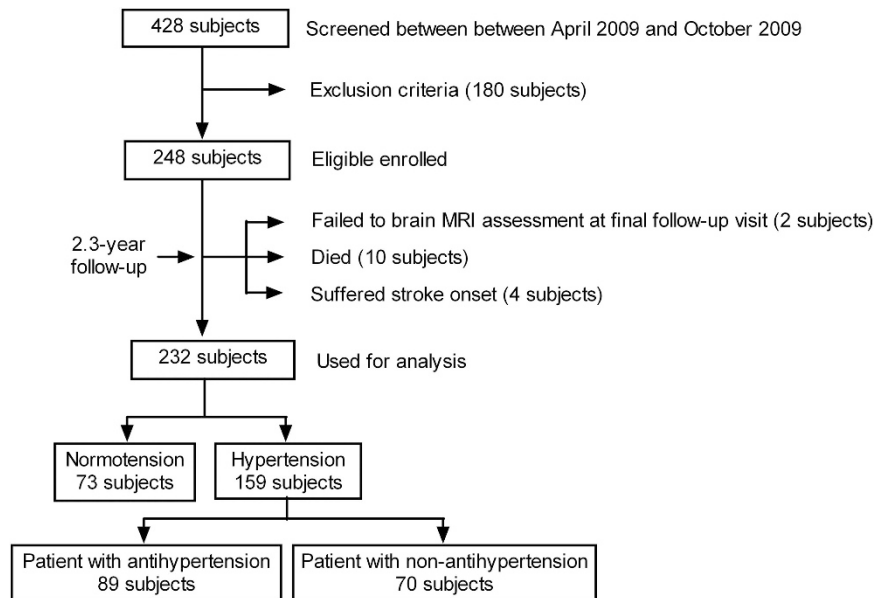 428 subjects
Screened between between April 2009 and October 2009
Exclusion criteria (180 subjects)
248 subjects
Eligible enrolled
2.3-year
follow-up
Failed to brain MRI assessment at final follow-up visit (2 subjects)
Died (10 subjects)
Suffered stroke onset (4 subjects)
232 subjects
Used for analysis
Normotension
73 subjects
Hypertension
159 subjects
Patient with antihypertension
89 subjects
Patient with non-antihypertension
70 subjects